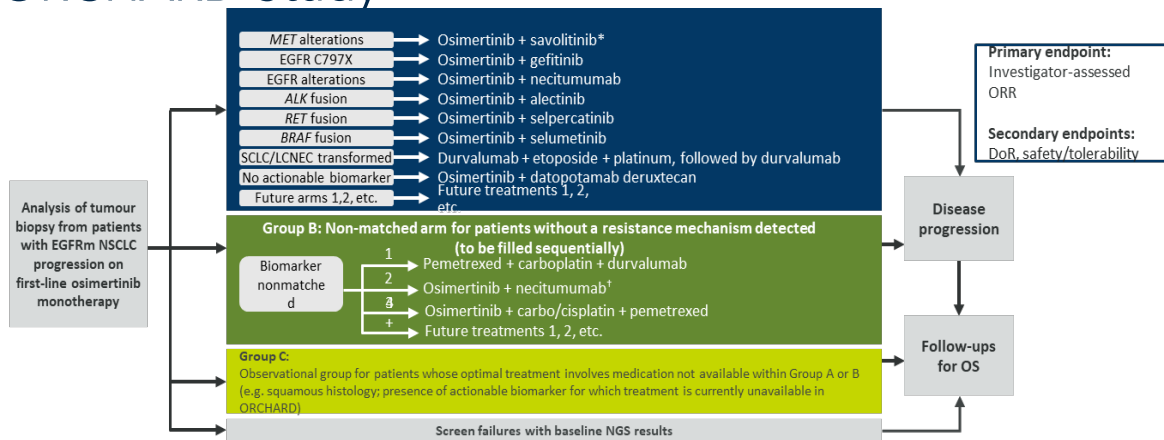 MET alterations
Osimertinib + savolitinib*
EGFR C797X
Osimertinib + gefitinib
EGFR alterations
Osimertinib + necitumumab
ALK fusion
Osimertinib + alectinib
RET fusion
Osimertinib + selpercatinib
BRAF fusion
Osimertinib + selumetinib
SCLC/LCNEC transformed
Durvalumab + etoposide + platinum, followed by durvalumab
No actionable biomarker
Osimertinib + datopotamab deruxtecan
Future arms 1,2, etc.
Future treatments 1, 2,
etc.
Primary endpoint:
Investigator-assessed
ORR
Secondary endpoints:
DoR, safety/tolerability
Analysis of tumour
biopsy from patients
with EGFRm NSCLC
progression on
first-line osimertinib
monotherapy
Group B: Non-matched arm for patients without a resistance mechanism detected
(to be filled sequentially)
Biomarker
nonmatche
d
1
Pemetrexed + carboplatin + durvalumab
2
Osimertinib + necitumumab†
Osimertinib + carbo/cisplatin + pemetrexed
+
Future treatments 1, 2, etc.
Disease
progression
Group C:
Observational group for patients whose optimal treatment involves medication not available within Group A or B
(e.g. squamous histology; presence of actionable biomarker for which treatment is currently unavailable in
ORCHARD)
Follow-ups
for OS
Screen failures with baseline NGS results